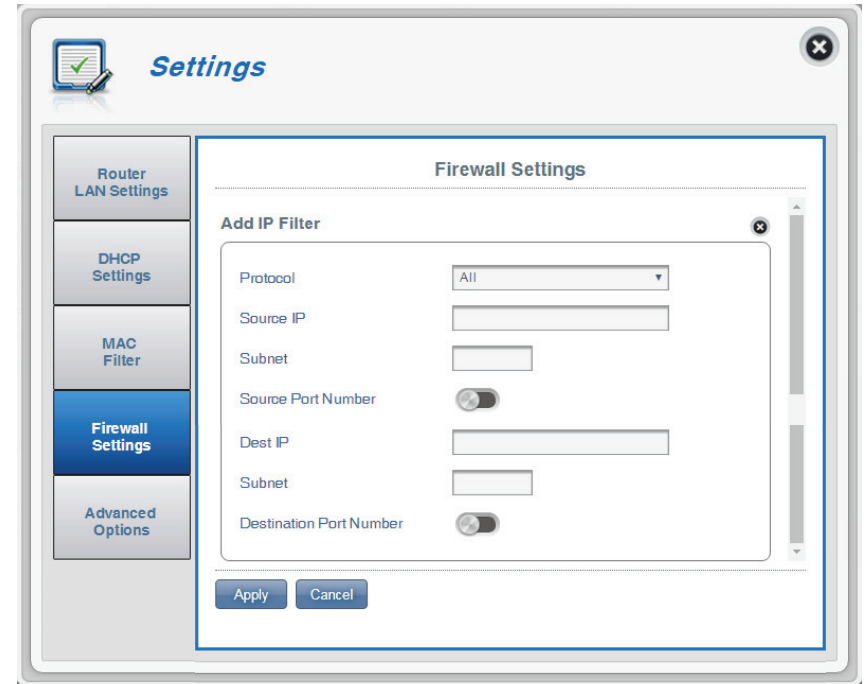 Settings
Router
LAN Settings
DHCP
Settings
MAC
Filter
Firewall
Settings
Advanced
Options
Firewall Settings
Add IP Filter
Protocol
All
Source IP
Subnet
Source Port Number
Dest IP
Subnet
Destination Port Number
Apply
Cancel